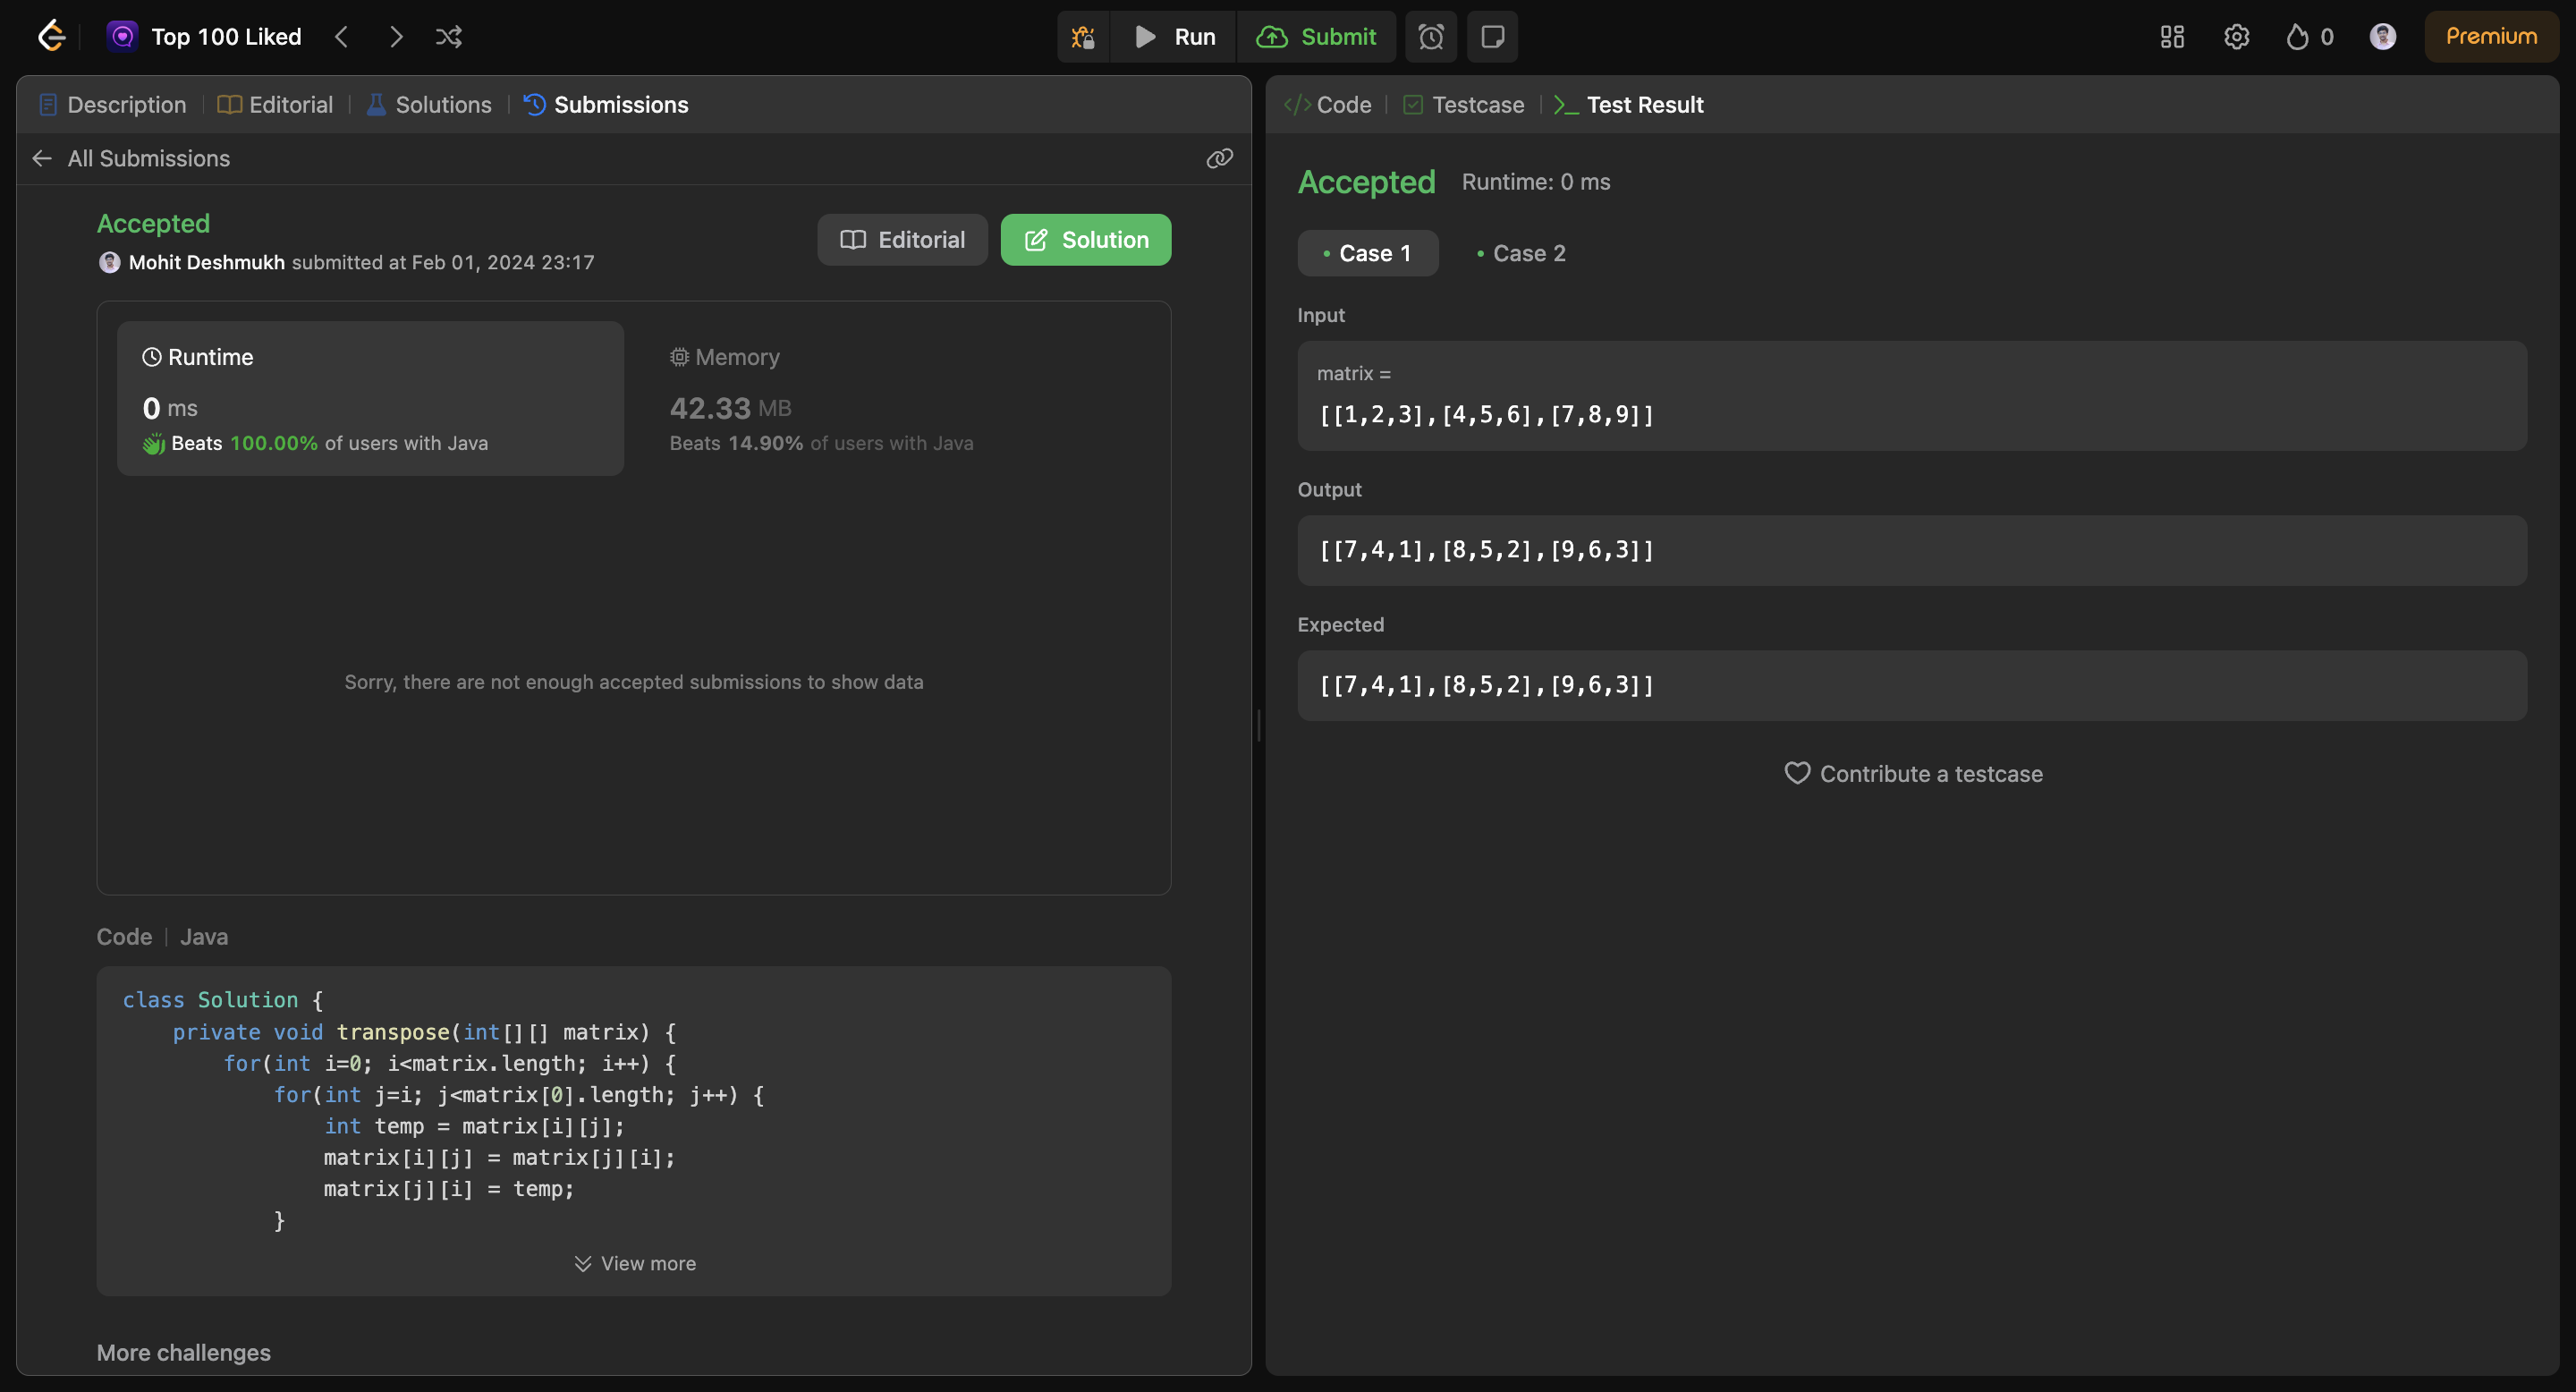 Top 100 Liked
Run
Submit
0
Premium
Description
Editorial
Solutions
Submissions
All Submissions
Accepted
Mohit Deshmukh submitted at Feb 01, 2024 23:17
Editorial
Solution
Runtime
0 ms
Beats 100.00% of users with Java
Memory
42.33 MB
Beats 14.90% of users with Java
Sorry, there are not enough accepted submissions to show data
Code | Java
class Solution {
    private void transpose(int[][] matrix) {
        for(int i=0; i<matrix.length; i++) {
            for(int j=i; j<matrix[0].length; j++) {
                int temp = matrix[i][j];
                matrix[i][j] = matrix[j][i];
                matrix[j][i] = temp;
            }
View more
More challenges
</> Code
Testcase
>_ Test Result
Accepted Runtime: 0 ms
• Case 1 • Case 2
Input
matrix =
[[1,2,3],[4,5,6],[7,8,9]]
Output
[[7,4,1],[8,5,2],[9,6,3]]
Expected
[[7,4,1],[8,5,2],[9,6,3]]
Contribute a testcase